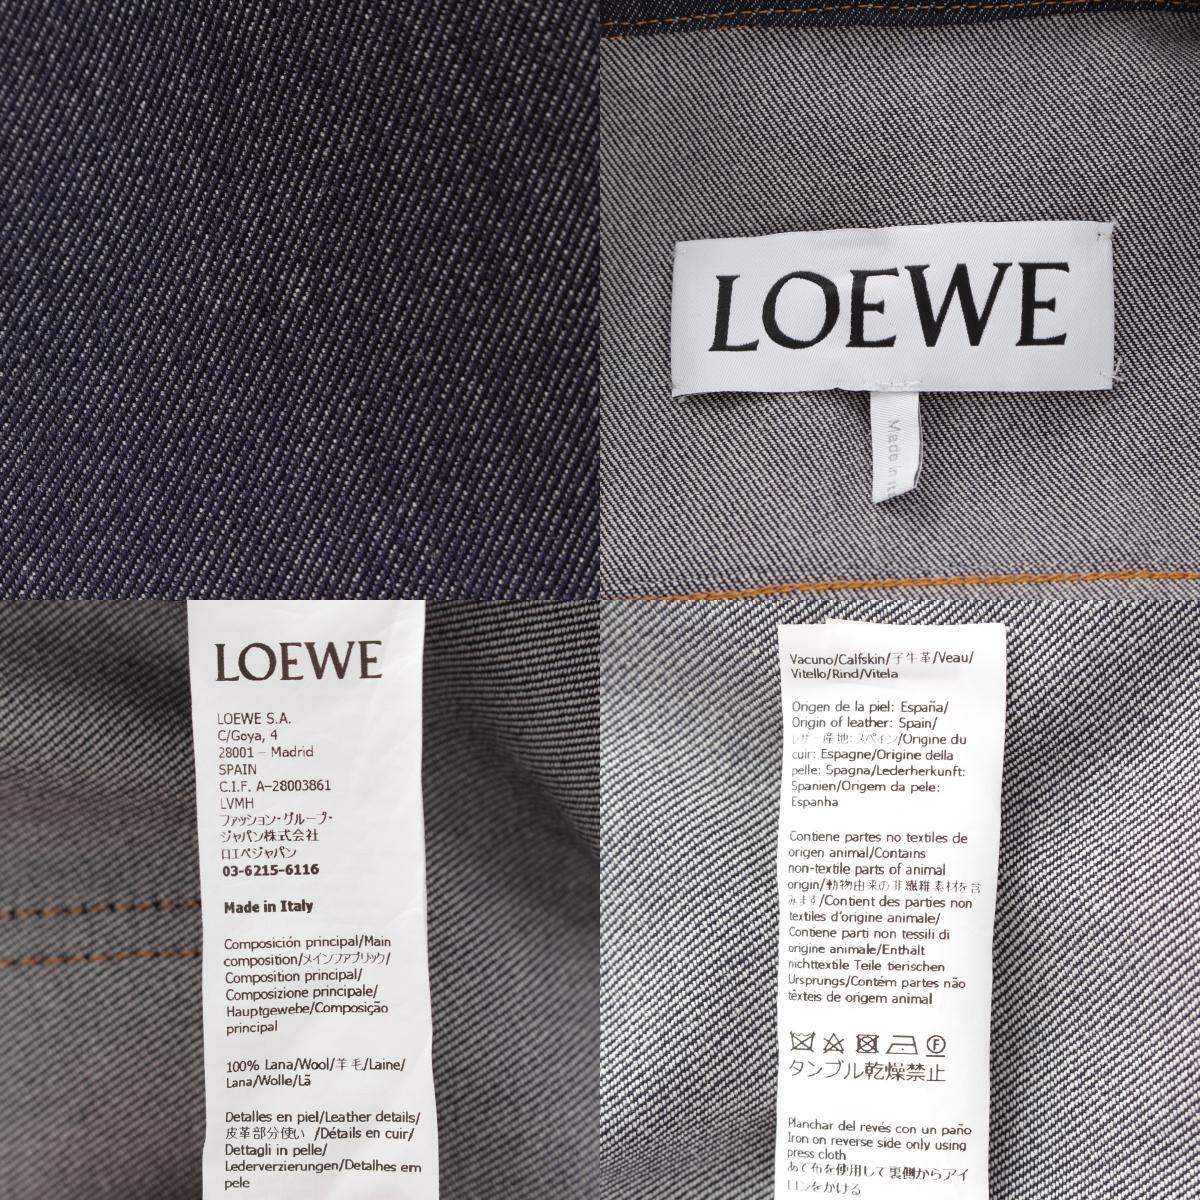 LOEWE
Made in
LOEWE
LOEWE S.A.
C/Goya, 4
28001 – Madrid
SPAIN
C.I.F. A-28003861
LVMH
ファッション・グループ・
ジャパン株式会社
ロエベジャパン
03-6215-6116
Made in Italy
Composición principal/Main
composition/メインファブリック/
Composition principal/
Composizione principale/
Hauptgewebe/Composição
principal
100% Lana/Wool/羊毛/Laine/
Lana/Wolle/Lã
Detalles en piel/Leather details/
皮革部分使い /Détails en cuir/
Dettagli in pelle/
Lederverzierungen/Detalhes em
pele
Vacuno/Calfskin/子牛革/Veau/
Vitello/Rind/Vitela
Origen de la piel: España/
Origin of leather: Spain/
レザー産地:スペイン/Origine du
cuir: Espagne/Origine della
pelle: Spagna/Lederherkunft:
Spanien/Origem da pele:
Espanha
Contiene partes no textiles de
origen animal/Contains
non-textile parts of animal
origin/動物由来の非繊維素材を含
みます/Contient des parties non
textiles d'origine animale/
Contiene parti non tessili di
origine animale/Enthält
nichttextile Teile tierischen
Ursprungs/Contém partes não
têxteis de origem animal
F
タンブル乾燥禁止
Planchar del revés con un paño
Iron on reverse side only using
press cloth
あて布を使用して裏側からアイ
ロンをかける